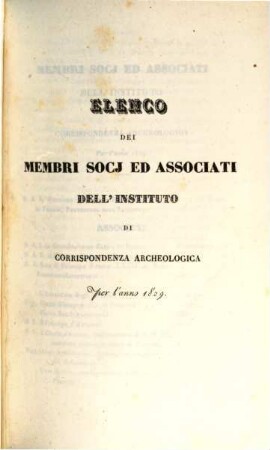 ELENCO
DEI
MEMBRI SOCJ ED ASSOCIATI
DELL' INSTITUTO
DI
CORRISPONDENZA ARCHEOLOGICA
per l'anno 1829.